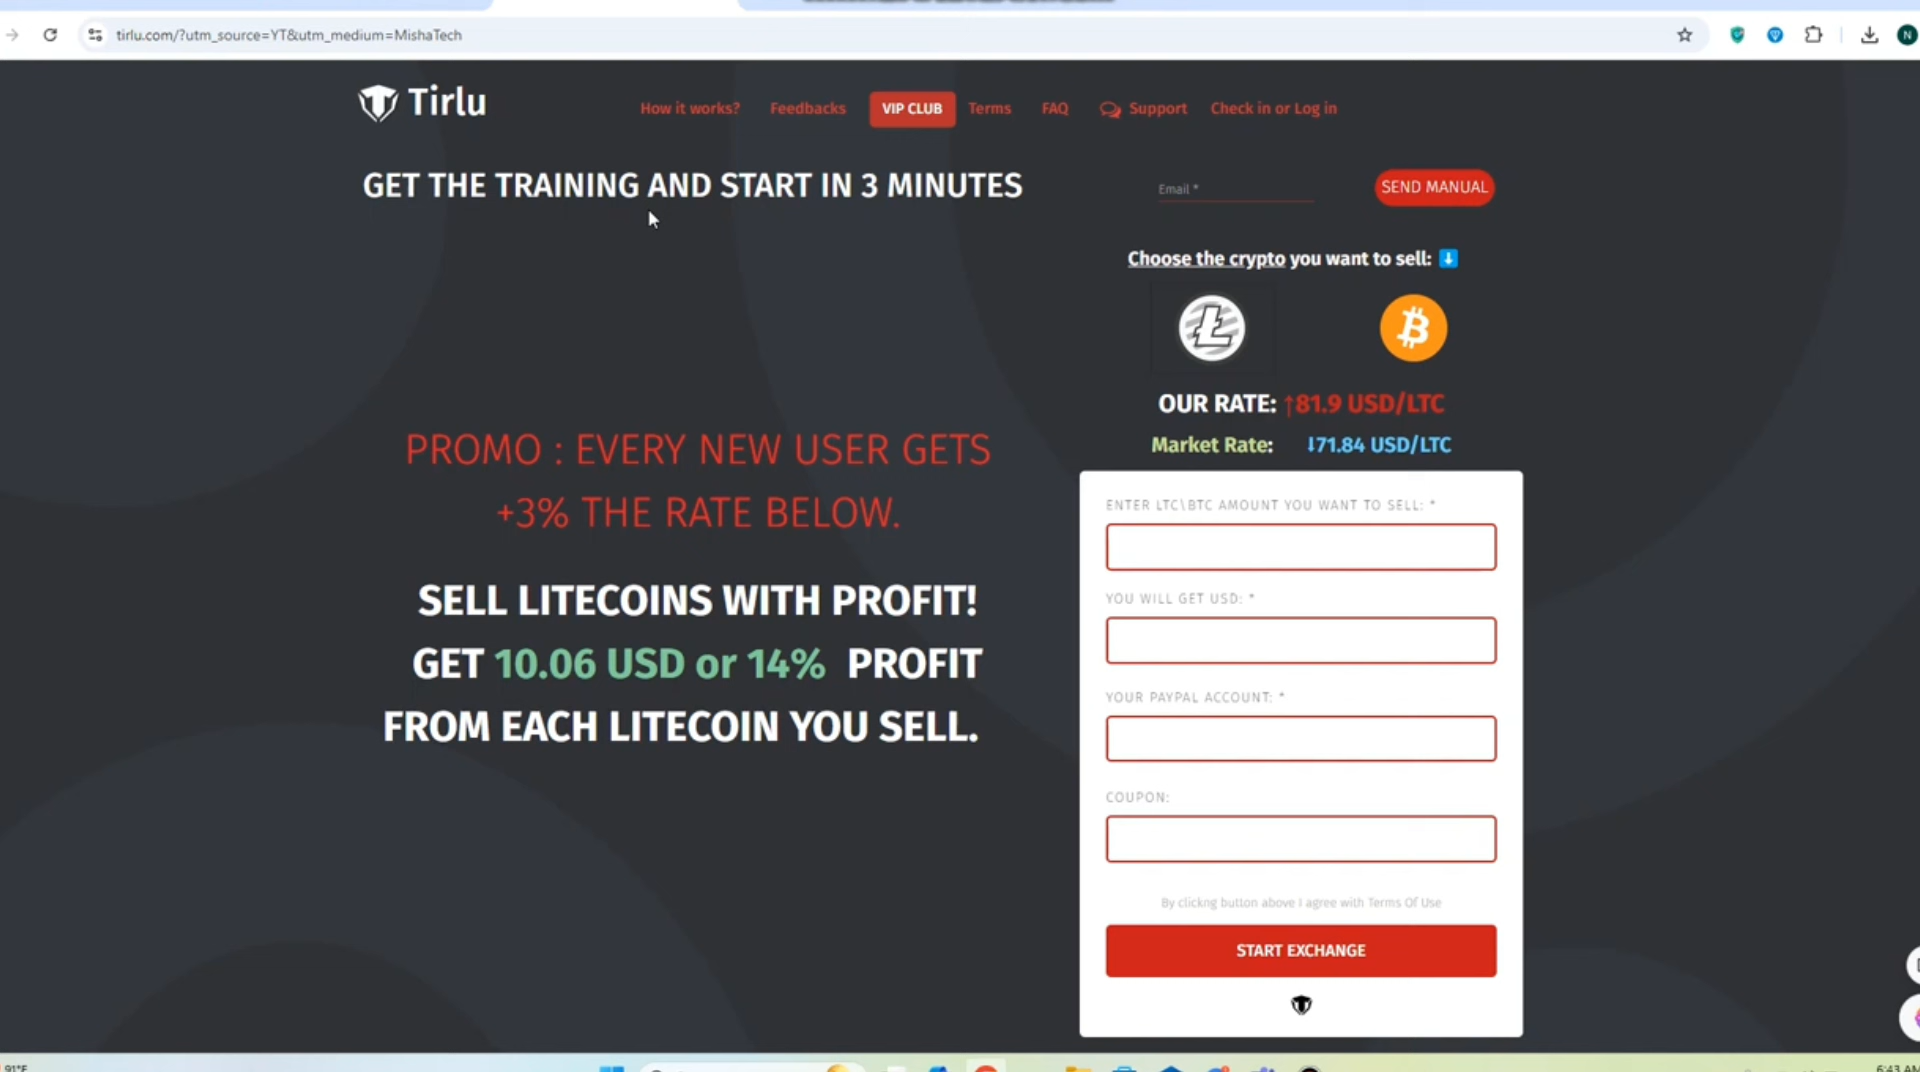 tirlu.com/?utm_source=YT&utm_medium=MishaTech
N
Tirlu
How it works?
Feedbacks
VIP CLUB
Terms
FAQ
Support
Check in or Log in
GET THE TRAINING AND START IN 3 MINUTES
Email *
SEND MANUAL
Choose the crypto you want to sell:
OUR RATE: ↑81.9 USD/LTC
Market Rate: ↓71.84 USD/LTC
PROMO : EVERY NEW USER GETS
+3% THE RATE BELOW.
SELL LITECOINS WITH PROFIT!
GET 10.06 USD or 14% PROFIT
FROM EACH LITECOIN YOU SELL.
ENTER LTC\BTC AMOUNT YOU WANT TO SELL: *
YOU WILL GET USD: *
YOUR PAYPAL ACCOUNT: *
COUPON:
By clickng button above I agree with Terms Of Use
START EXCHANGE
91°F
6:43 AM